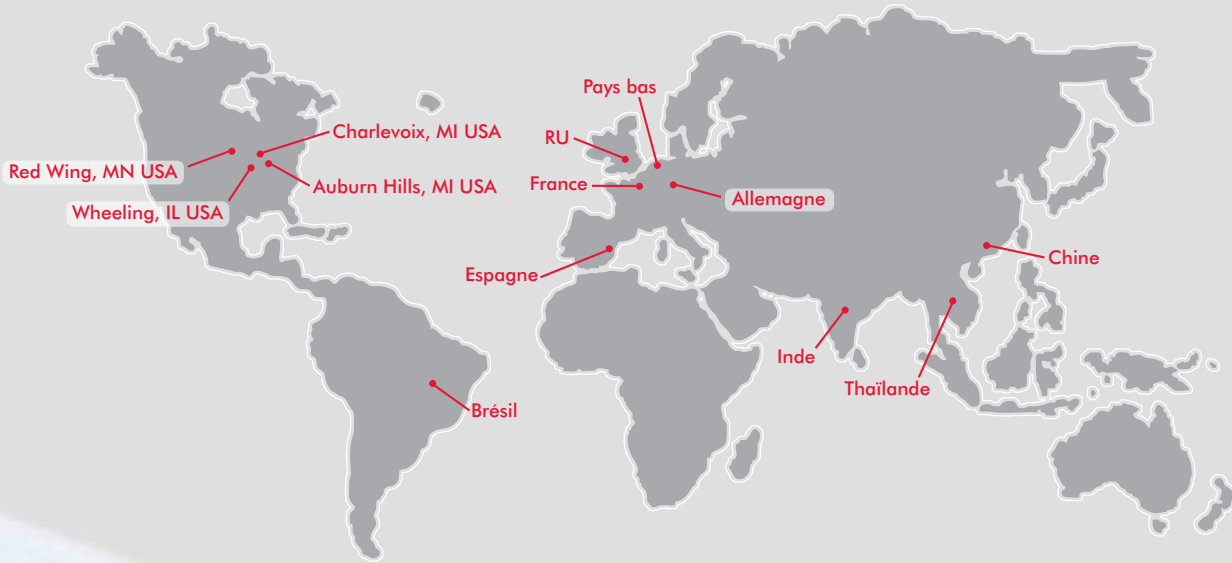 Pays bas
Charlevoix, MI USA
RU
Red Wing, MN USA
France
Auburn Hills, MI USA
Allemagne
Wheeling, IL USA
Chine
Espagne
Inde
Thaïlande
Brésil